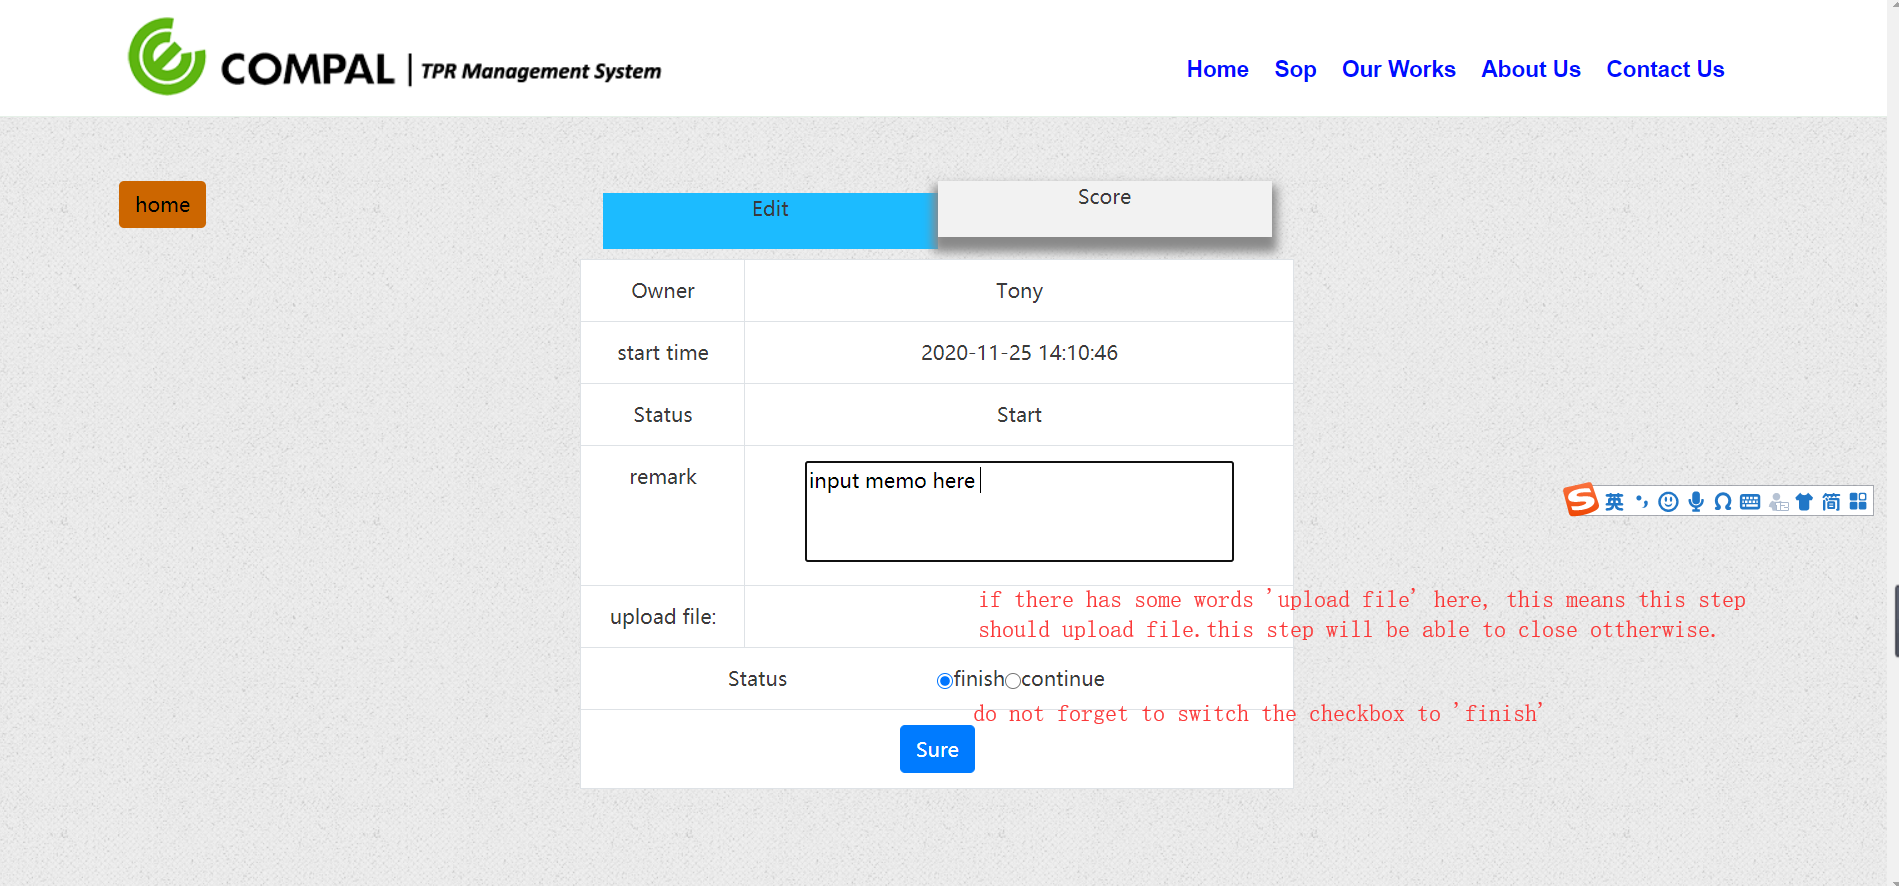 COMPAL | TPR Management System
Home Sop Our Works About Us Contact Us
home
Edit
Score
Owner Tony
start time 2020-11-25 14:10:46
Status Start
remark input memo here
英 简
upload file: if there has some words 'upload file' here, this means this step
should upload file.this step will be able to close ottherwise.
Status finish continue
do not forget to switch the checkbox to 'finish'
Sure